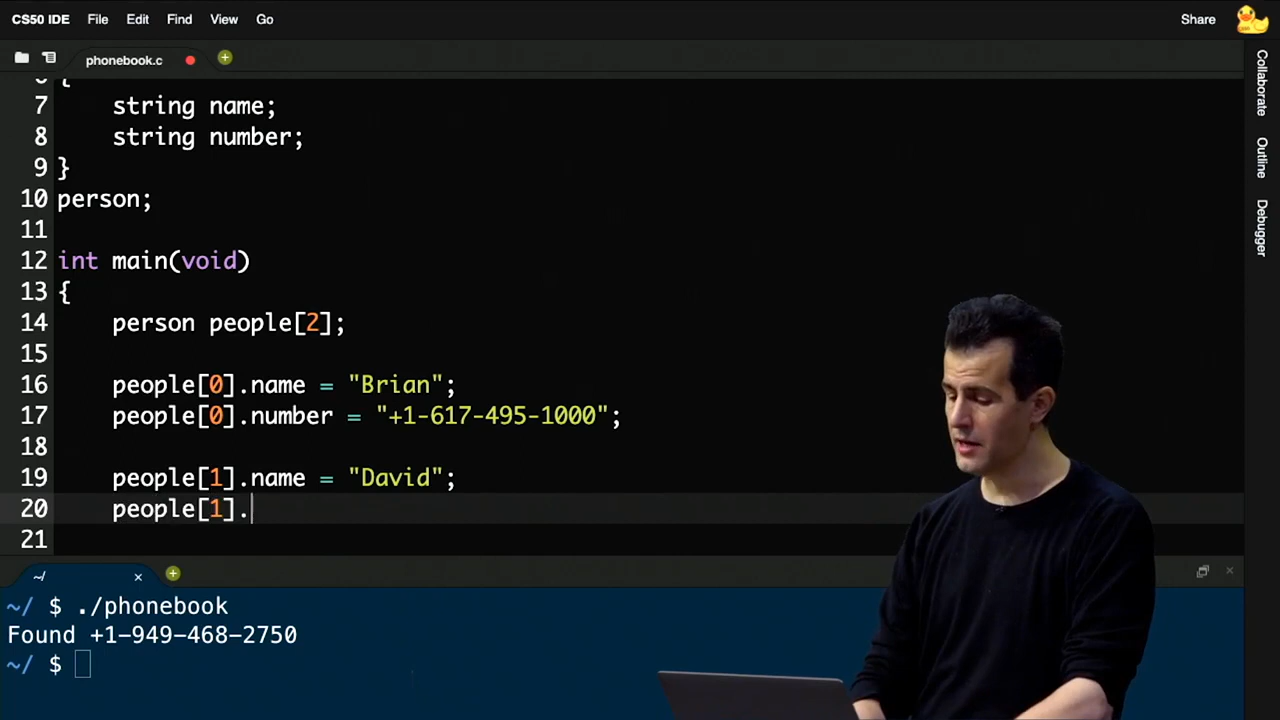 CS50 IDE File Edit Find View Go Share
phonebook.c
{
7 string name;
8 string number;
9 }
10 person;
11
12 int main(void)
13 {
14 person people[2];
15
16 people[0].name = "Brian";
17 people[0].number = "+1-617-495-1000";
18
19 people[1].name = "David";
20 people[1].
21
~/
~/ $ ./phonebook
Found +1-949-468-2750
~/ $
Collaborate
Outline
Debugger